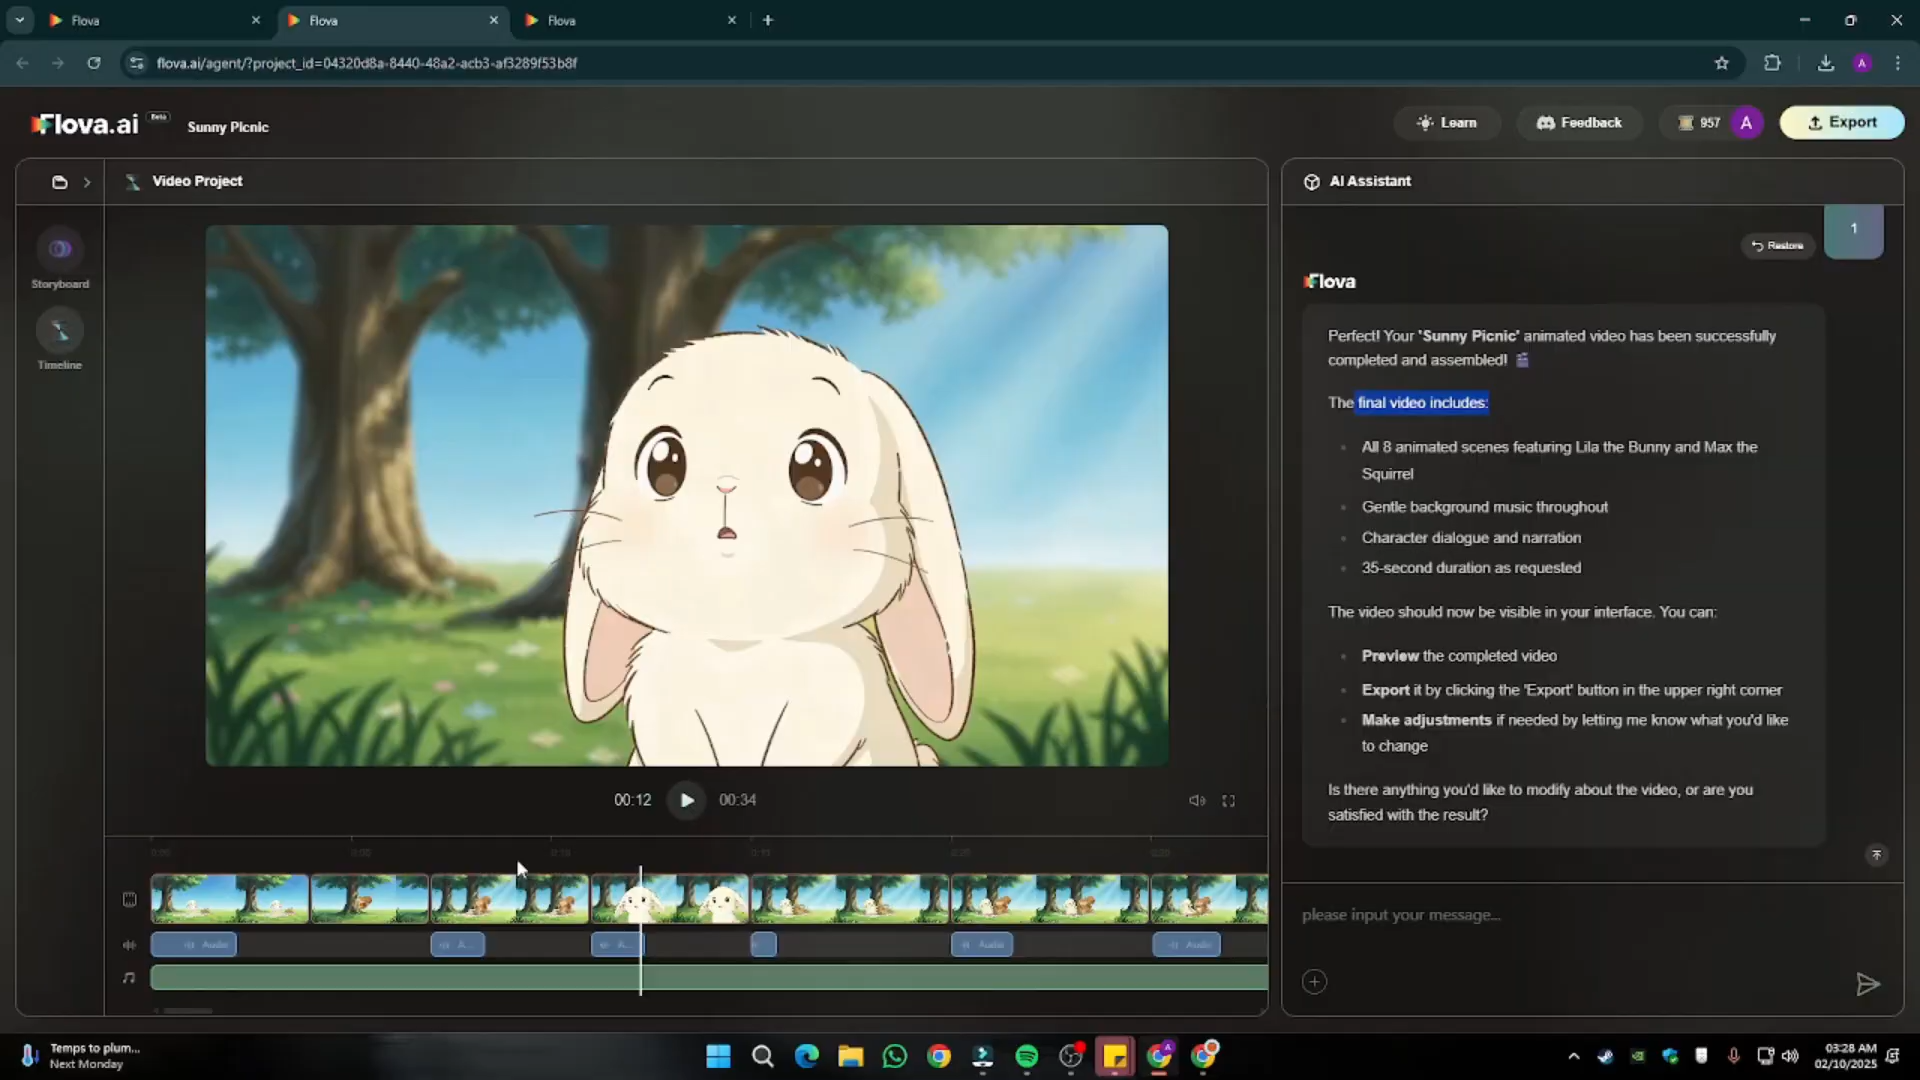 Flova
Flova
Flova
flova.ai/agent/?project_id=04320d8a-8440-48a2-acb3-af3289f53b8f
Flova.ai
Beta
Sunny Picnic
Learn
Feedback
957
A
Export
Video Project
AI Assistant
Storyboard
Timeline
1
Restore
Flova
Perfect! Your 'Sunny Picnic' animated video has been successfully
completed and assembled!
The final video includes:
All 8 animated scenes featuring Lila the Bunny and Max the
Squirrel
Gentle background music throughout
Character dialogue and narration
35-second duration as requested
The video should now be visible in your interface. You can:
Preview the completed video
Export it by clicking the 'Export' button in the upper right corner
Make adjustments if needed by letting me know what you'd like
to change
Is there anything you'd like to modify about the video, or are you
satisfied with the result?
00:12
00:34
Audio
A...
A...
Audio
Audio
please input your message...
Temps to plum...
Next Monday
03:28 AM
02/10/2025